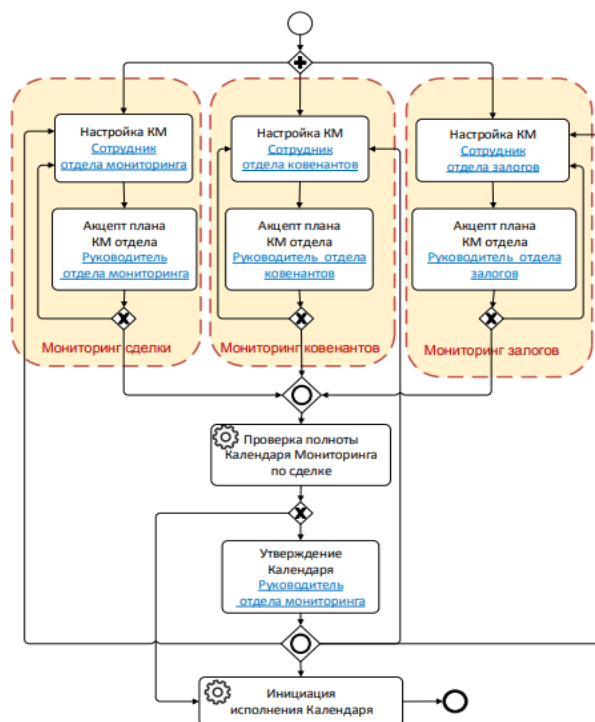 Настройка КМ
Сотрудник
отдела мониторинга
Акцепт плана
КМ отдела
Руководитель
отдела мониторинга
Мониторинг сделки
Настройка КМ
Сотрудник
отдела ковенантов
Акцепт плана
КМ отдела
Руководитель отдела
ковенантов
Мониторинг ковенантов
Настройка КМ
Сотрудник
отдела залогов
Акцепт плана
КМ отдела
Руководитель отдела
залогов
Мониторинг залогов
Проверка полноты
Календаря Мониторинга
по сделке
Утверждение
Календаря
Руководитель
отдела мониторинга
Инициация
исполнения Календаря